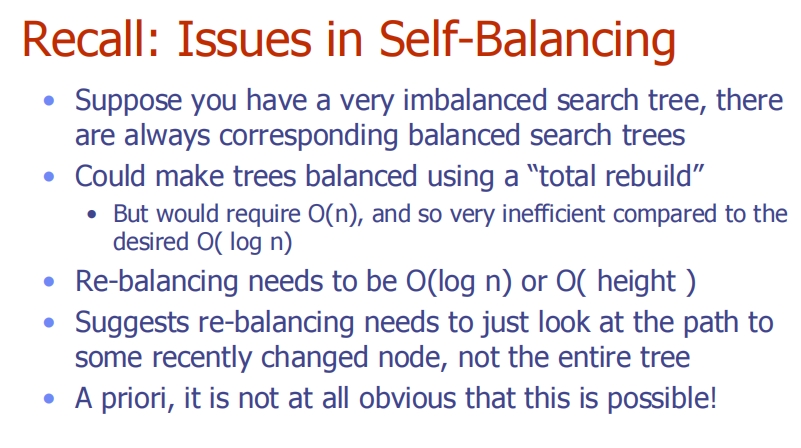 Recall: Issues in Self-Balancing
• Suppose you have a very imbalanced search tree, there
are always corresponding balanced search trees
• Could make trees balanced using a “total rebuild”
• But would require O(n), and so very inefficient compared to the
desired O( log n)
• Re-balancing needs to be O(log n) or O( height )
• Suggests re-balancing needs to just look at the path to
some recently changed node, not the entire tree
• A priori, it is not at all obvious that this is possible!